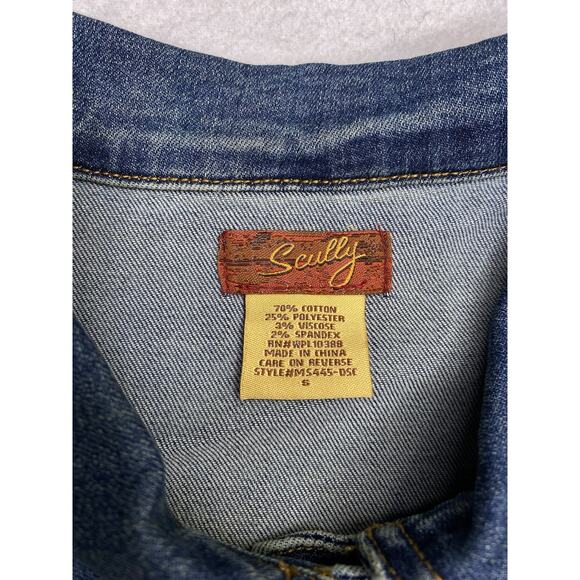 Scully
70% COTTON
25% POLYESTER
3% VISCOSE
2% SPANDEX
RN#WPL10388
MADE IN CHINA
CARE ON REVERSE
STYLE#MS445-DSC
S